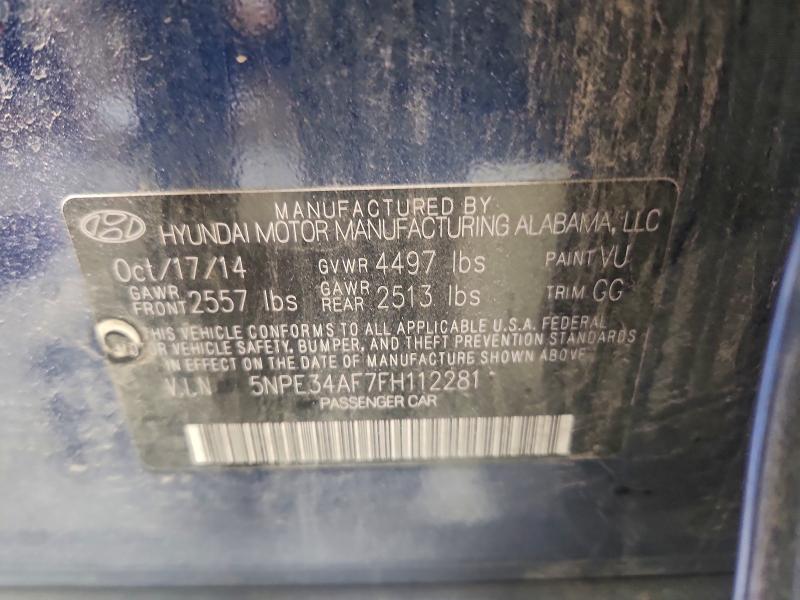 MANUFACTURED BY
HYUNDAI MOTOR MANUFACTURING ALABAMA, LLC
Oct/17/14 GVWR 4497 lbs PAINT VU
GAWR FRONT 2557 lbs GAWR REAR 2513 lbs TRIM GG
THIS VEHICLE CONFORMS TO ALL APPLICABLE U.S.A. FEDERAL
MOTOR VEHICLE SAFETY, BUMPER, AND THEFT PREVENTION STANDARDS
IN EFFECT ON THE DATE OF MANUFACTURE SHOWN ABOVE.
V.I.N 5NPE34AF7FH112281
PASSENGER CAR